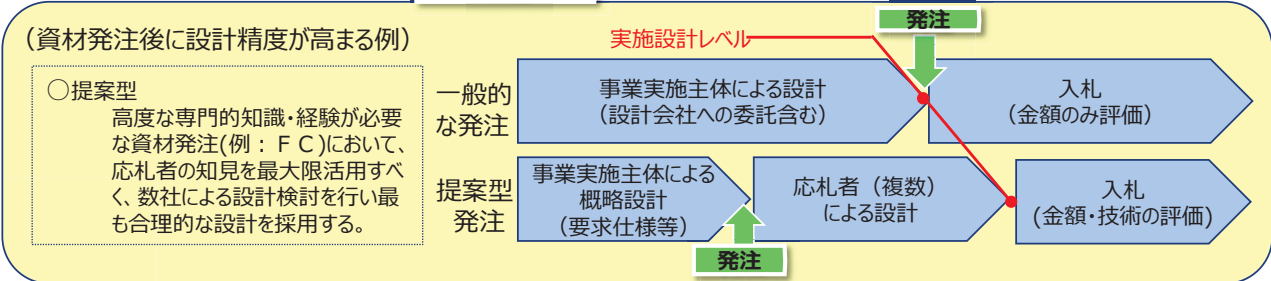 (資材発注後に設計精度が高まる例)
○提案型
高度な専門的知識・経験が必要
な資材発注(例:FC)において、
応札者の知見を最大限活用すべ
く、数社による設計検討を行い最
も合理的な設計を採用する。
実施設計レベル
発注
一般的
な発注
事業実施主体による設計
(設計会社への委託含む)
入札
(金額のみ評価)
提案型
発注
事業実施主体による
概略設計
(要求仕様等)
応札者(複数)
による設計
入札
(金額・技術の評価)
発注